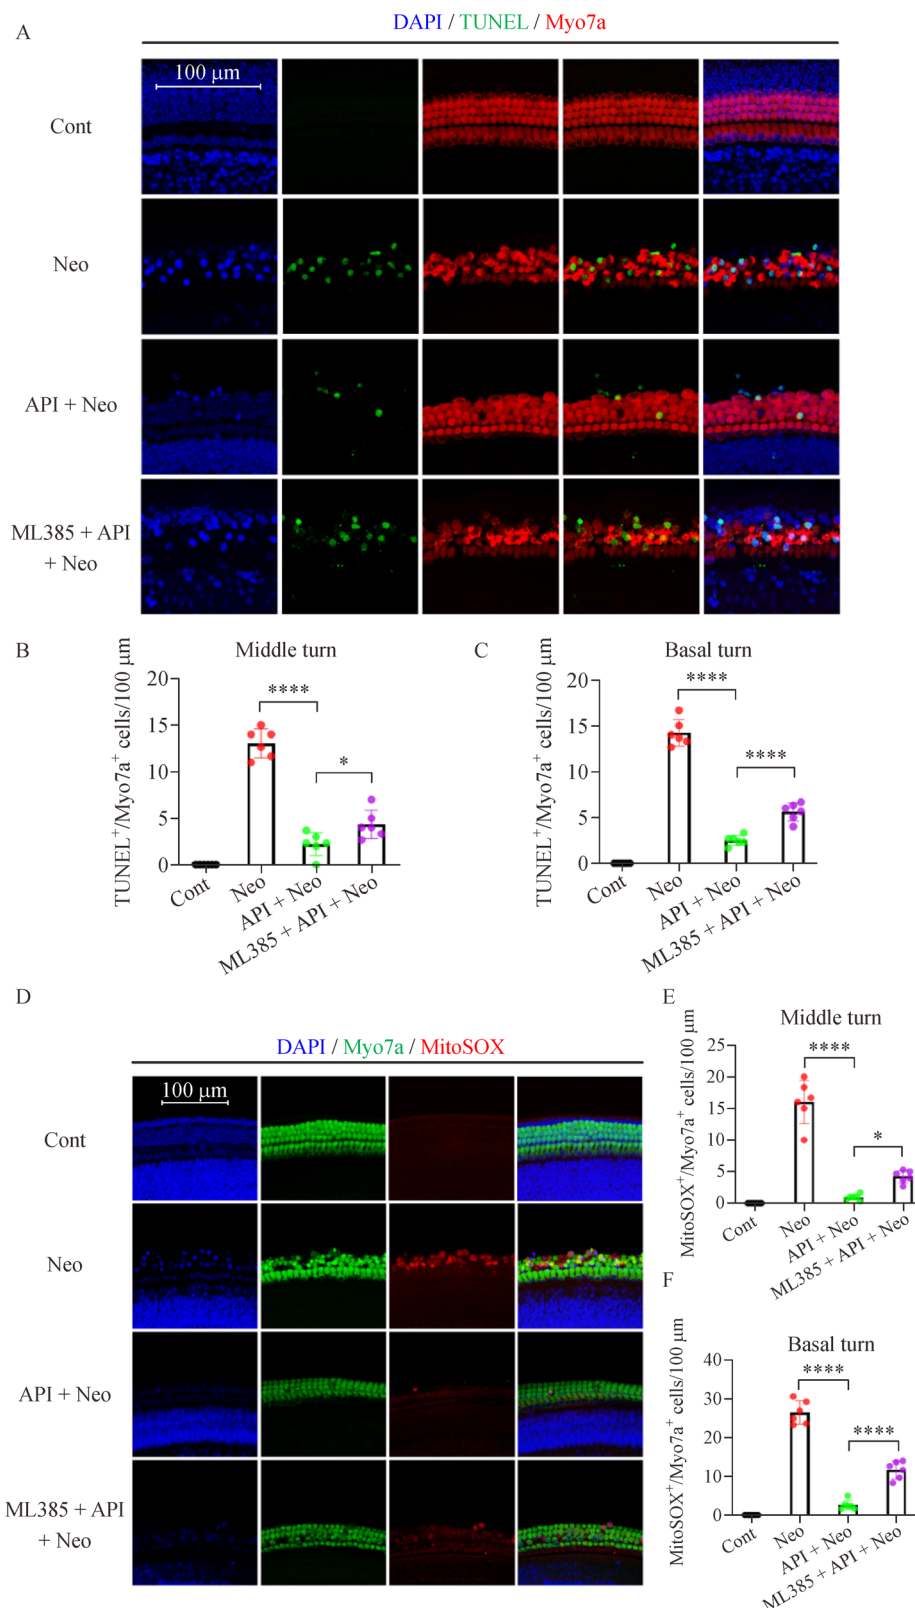 A
DAPI / TUNEL / Myo7a
100 μm
Cont
Neo
API + Neo
ML385 + API
+ Neo
B
Middle turn
TUNEL⁺/Myo7a⁺ cells/100 μm
20
15
10
5
0
****
*
Cont
Neo
API + Neo
ML385 + API + Neo
C
Basal turn
TUNEL⁺/Myo7a⁺ cells/100 μm
20
15
10
5
0
****
****
Cont
Neo
API + Neo
ML385 + API + Neo
D
DAPI / Myo7a / MitoSOX
100 μm
Cont
Neo
API + Neo
ML385 + API
+ Neo
E
Middle turn
MitoSOX⁺/Myo7a⁺ cells/100 μm
25
20
15
10
5
0
****
*
Cont
Neo
API + Neo
ML385 + API + Neo
F
Basal turn
MitoSOX⁺/Myo7a⁺ cells/100 μm
40
30
20
10
0
****
****
Cont
Neo
API + Neo
ML385 + API + Neo